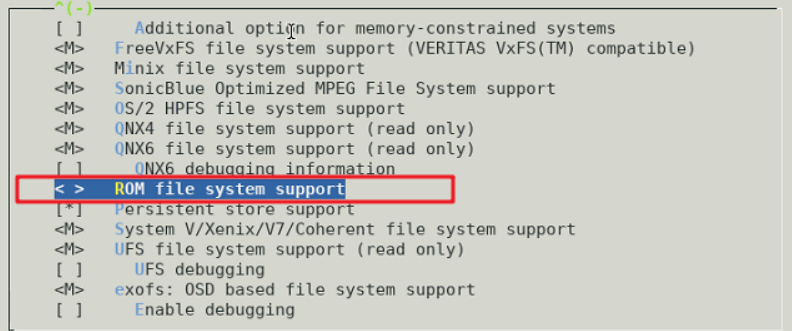 ^(-)
[ ] Additional option for memory-constrained systems
<M> FreeVxFS file system support (VERITAS VxFS(TM) compatible)
<M> Minix file system support
<M> SonicBlue Optimized MPEG File System support
<M> OS/2 HPFS file system support
<M> QNX4 file system support (read only)
<M> QNX6 file system support (read only)
[ ] QNX6 debugging information
< > ROM file system support
[*] Persistent store support
<M> System V/Xenix/V7/Coherent file system support
<M> UFS file system support (read only)
[ ] UFS debugging
<M> exofs: OSD based file system support
[ ] Enable debugging